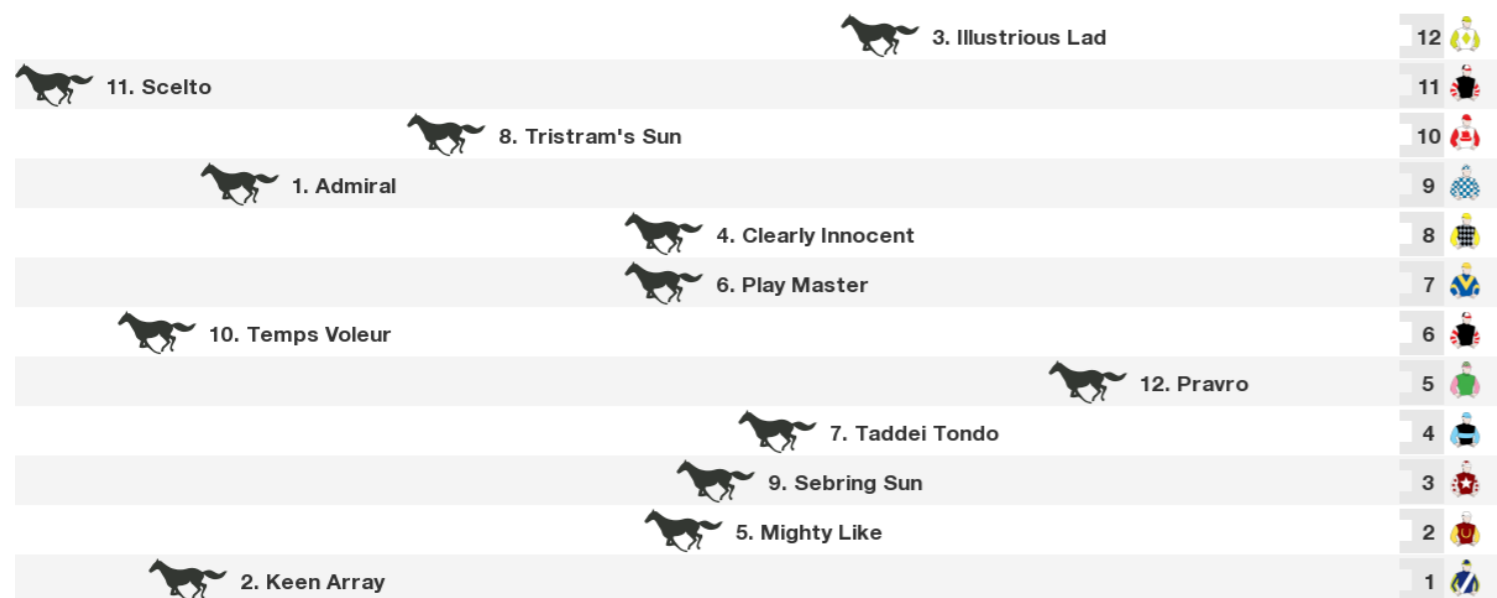 3. Illustrious Lad 12
11. Scelto 11
8. Tristram's Sun 10
1. Admiral 9
4. Clearly Innocent 8
6. Play Master 7
10. Temps Voleur 6
12. Pravro 5
7. Taddei Tondo 4
9. Sebring Sun 3
5. Mighty Like 2
2. Keen Array 1